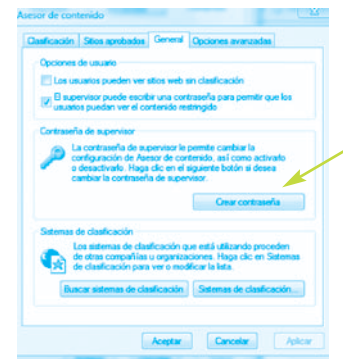 Asesor de contenido
Clasificación Sitios aprobados General Opciones avanzadas
Opciones de usuario
Los usuarios pueden ver sitios web sin clasificación
El supervisor puede escribir una contraseña para permitir que los
usuarios puedan ver el contenido restringido
Contraseña de supervisor
La contraseña de supervisor le permite cambiar la
configuración de Asesor de contenido, así como activarlo
o desactivarlo. Haga clic en el siguiente botón si desea
cambiar la contraseña de supervisor.
Crear contraseña
Sistemas de clasificación
Los sistemas de clasificación que está utilizando proceden
de otras compañías u organizaciones. Haga clic en Sistemas
de clasificación para ver o modificar la lista.
Buscar sistemas de clasificación Sistemas de clasificación...
Aceptar Cancelar Aplicar